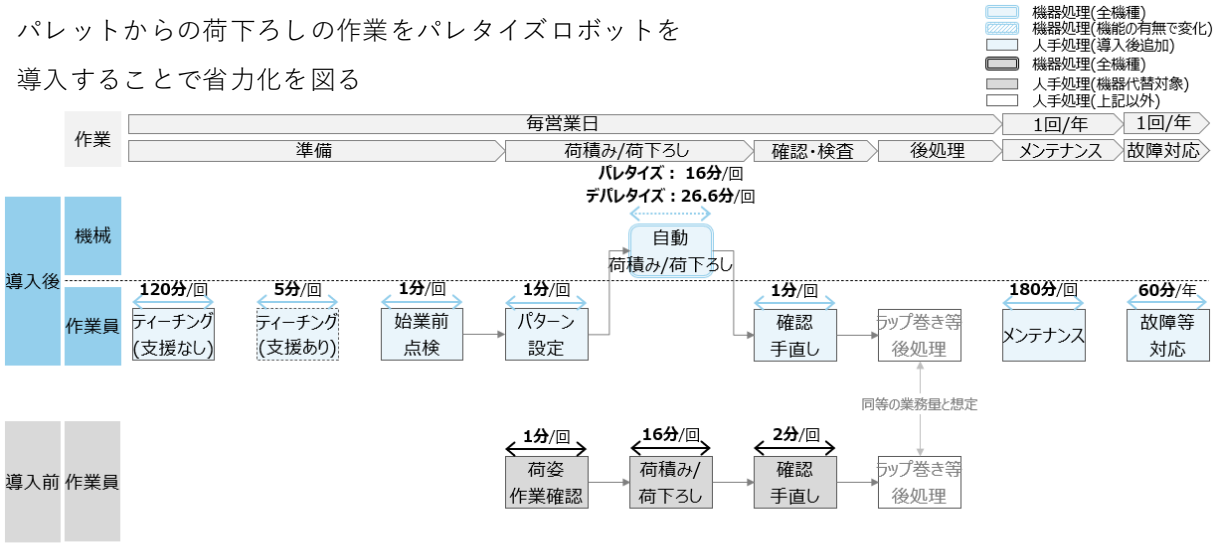 パレットからの荷下ろしの作業をパレタイズロボットを
導入することで省力化を図る
機器処理(全機種)
機器処理(機能の有無で変化)
人手処理(導入後追加)
機器処理(全機種)
人手処理(機器代替対象)
人手処理(上記以外)
作業
毎営業日
1回/年
1回/年
準備
荷積み/荷下ろし
確認・検査
後処理
メンテナンス
故障対応
パレタイズ： 16分/回
デパレタイズ：26.6分/回
導入後
機械
自動
荷積み/荷下ろし
作業員
120分/回
ティーチング
(支援なし)
5分/回
ティーチング
(支援あり)
1分/回
始業前
点検
1分/回
パターン
設定
1分/回
確認
手直し
ラップ巻き等
後処理
180分/回
メンテナンス
60分/年
故障等
対応
同等の業務量と想定
導入前
作業員
1分/回
荷姿
作業確認
16分/回
荷積み/
荷下ろし
2分/回
確認
手直し
ラップ巻き等
後処理